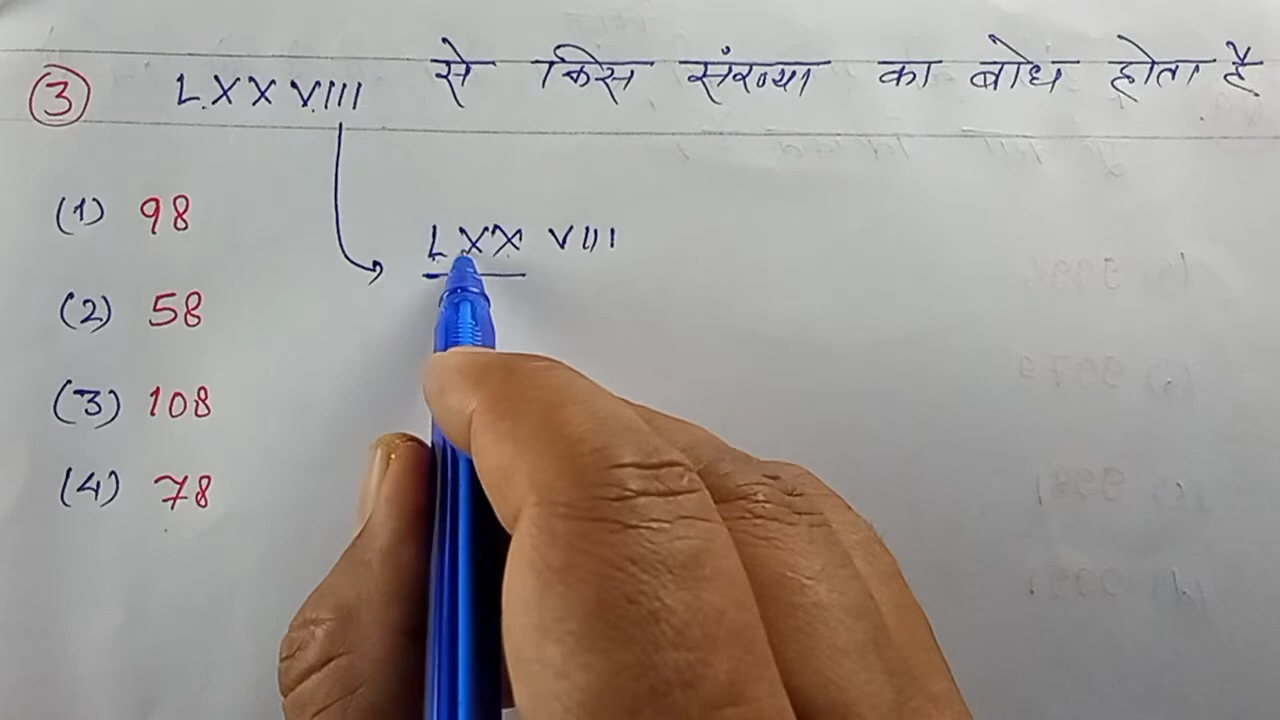 (3) LXXVIII से किस संख्या का बोध होता है
LXX VIII
(1) 98
(2) 58
(3) 108
(4) 78